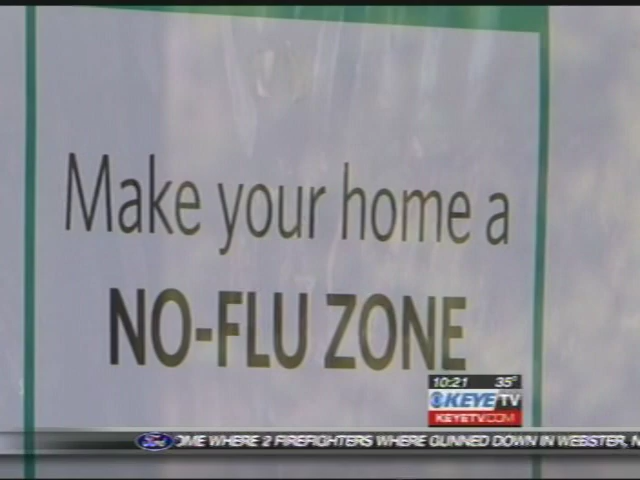 Make your home a
NO-FLU ZONE
10:21 35°
KEYE TV
KEYETV.COM
Ford OME WHERE 2 FIREFIGHTERS WHERE GUNNED DOWN IN WEBSTER, N